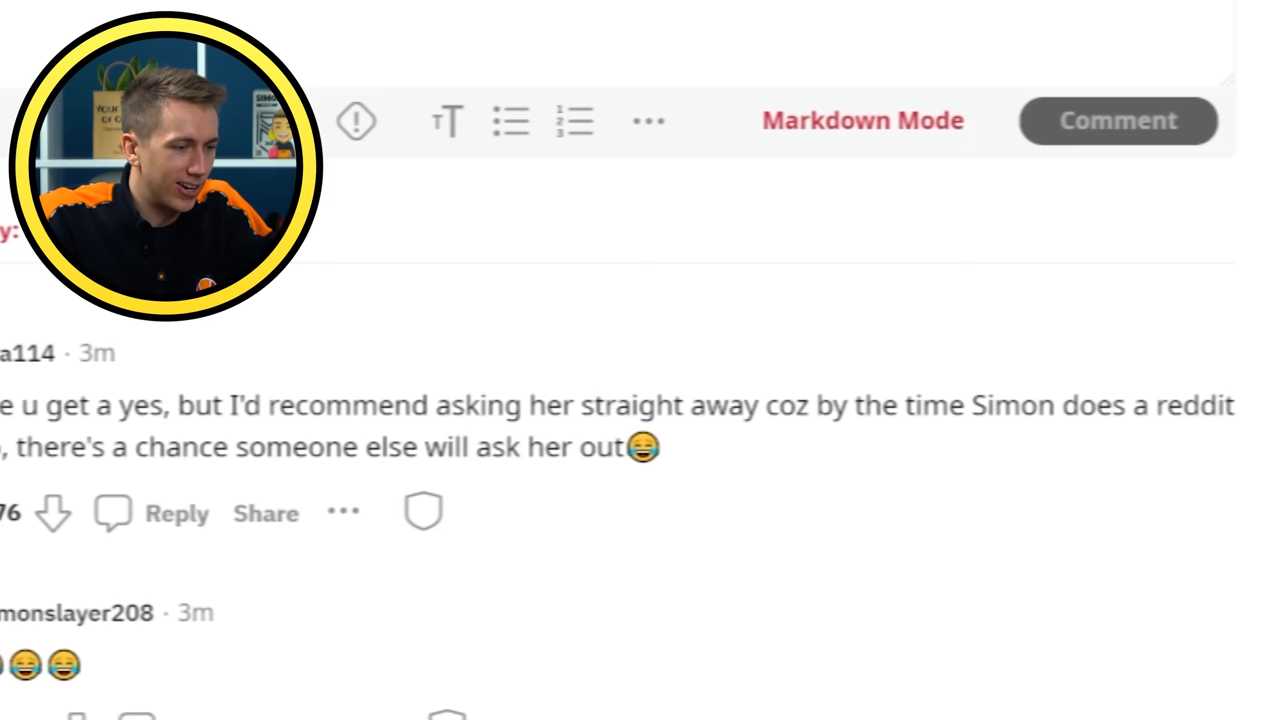 Markdown Mode
Comment
y:
a114 · 3m
e u get a yes, but I'd recommend asking her straight away coz by the time Simon does a reddit
, there's a chance someone else will ask her out😂
76
Reply
Share
monslayer208 · 3m
😂😂